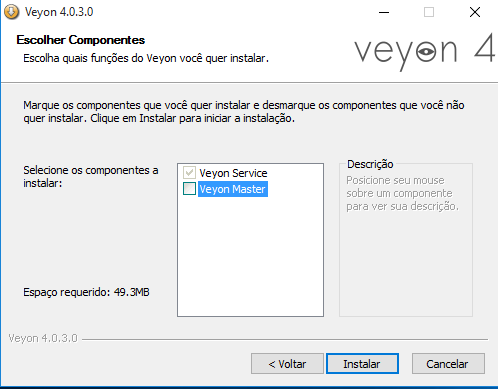 Veyon 4.0.3.0
Escolher Componentes
Escolha quais funções do Veyon você quer instalar.
veyon 4
Marque os componentes que você quer instalar e desmarque os componentes que você não
quer instalar. Clique em Instalar para iniciar a instalação.
Selecione os componentes a
instalar:
Veyon Service
Veyon Master
Descrição
Posicione seu mouse
sobre um componente
para ver sua descrição.
Espaço requerido: 49.3MB
Veyon 4.0.3.0
< Voltar
Instalar
Cancelar